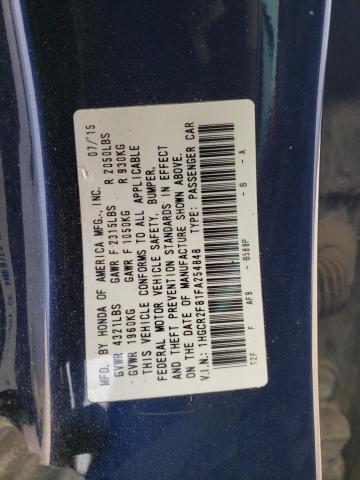 MFD. BY HONDA OF AMERICA MFG., INC. 07/'15
GVWR 4321LBS GAWR F 2315LBS R 2050LBS
GVWR 1960KG GAWR F 1050KG R 930KG
THIS VEHICLE CONFORMS TO ALL APPLICABLE
FEDERAL MOTOR VEHICLE SAFETY, BUMPER,
AND THEFT PREVENTION STANDARDS IN EFFECT
ON THE DATE OF MANUFACTURE SHOWN ABOVE.
V.I.N.: 1HGCR2F81FA254848 TYPE: PASSENGER CAR
T2F F AF8 - B588P - B - A